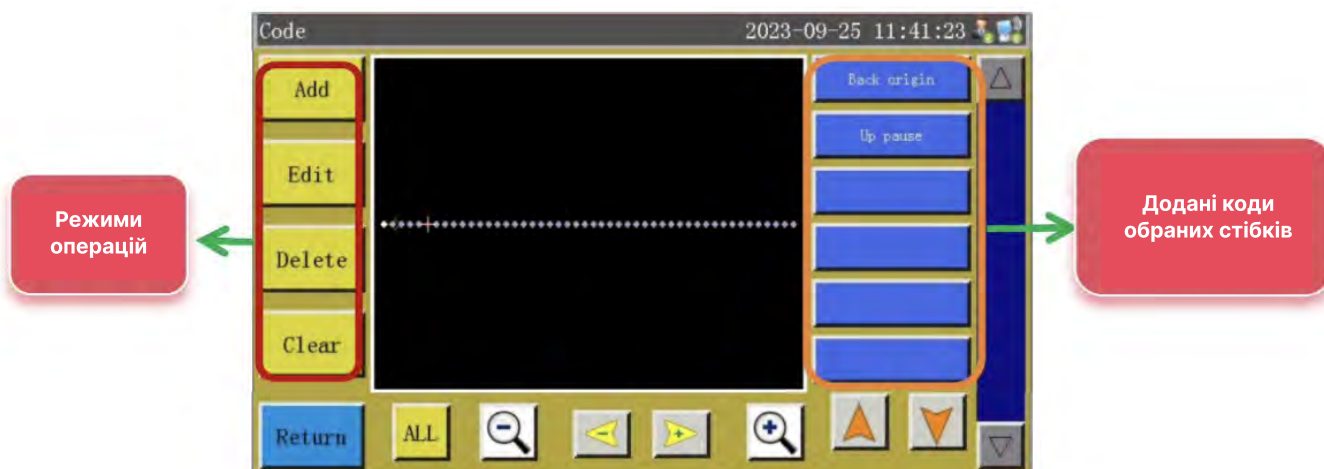 Code 2023-09-25 11:41:23
Add
Back origin
Up pause
Edit
Режими
операцій
Додані коди
обраних стібків
Delete
Clear
Return
ALL